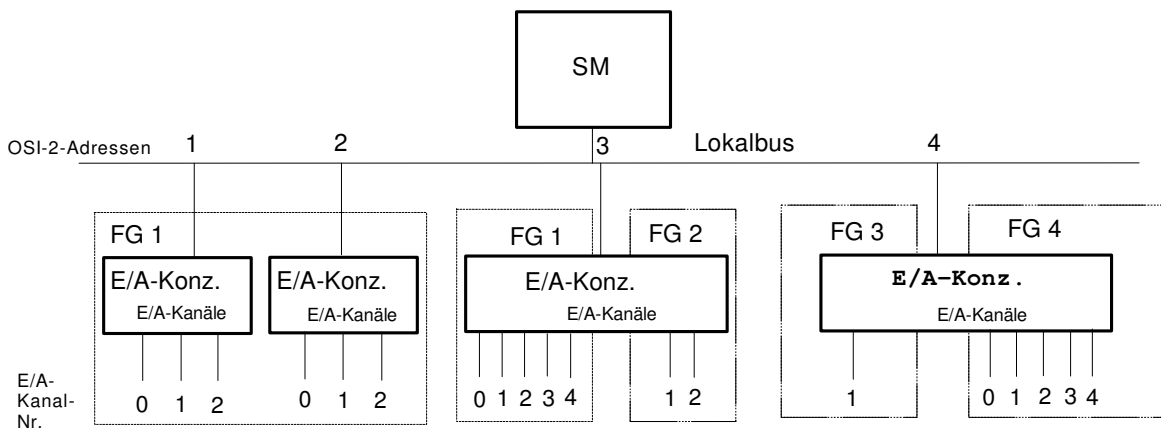 SM
OSI-2-Adressen 1 2 3 Lokalbus 4
FG 1 FG 1 FG 2 FG 3 FG 4
E/A-Konz. E/A-Konz. E/A-Konz. E/A-Konz.
E/A-Kanäle E/A-Kanäle E/A-Kanäle E/A-Kanäle
E/A-
Kanal-
Nr.
0 1 2 0 1 2 0 1 2 3 4 1 2 1 0 1 2 3 4